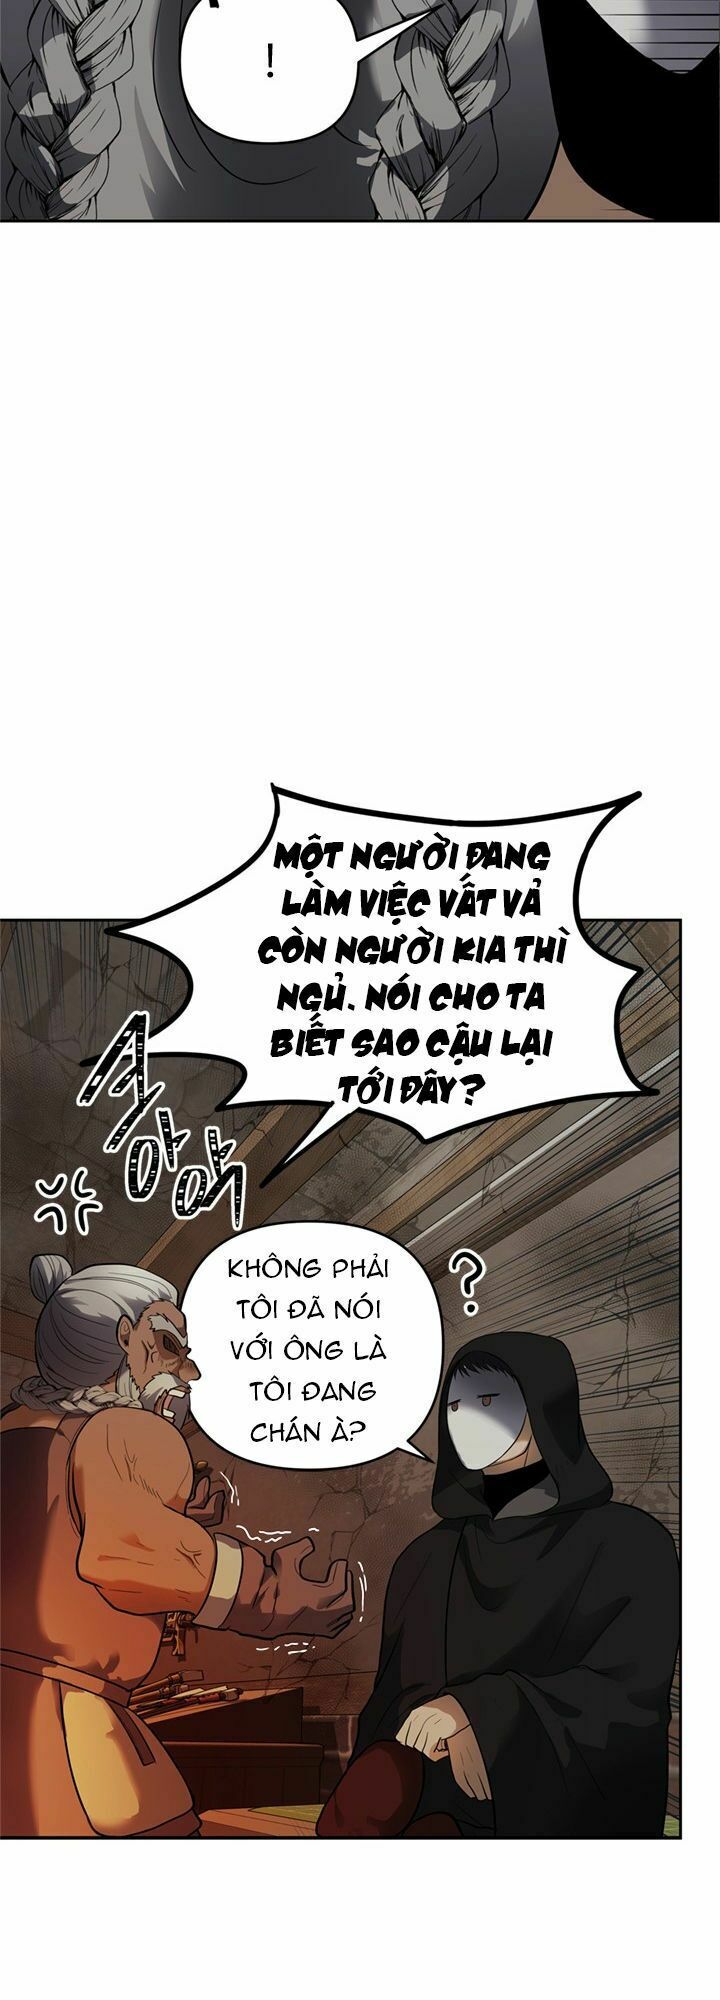 !
MỘT NGƯỜI ĐANG
LÀM VIỆC VẤT VẢ
CÒN NGƯỜI KIA THÌ
NGỦ. NÓI CHO TA
BIẾT SAO CẬU LẠI
TỚI ĐÂY?
?
KHÔNG PHẢI
TÔI ĐÃ NÓI
VỚI ÔNG LÀ
TÔI ĐANG
CHÁN À?